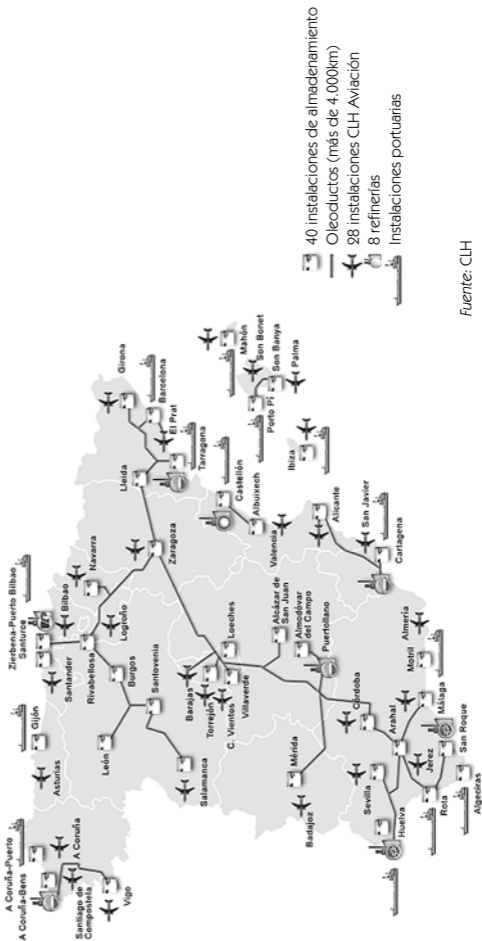 A Coruña-Puerto
A Coruña-Bens
A Coruña
Santiago de
Compostela
Vigo
Asturias
Gijón
Santander
Zierbena-Puerto Bilbao
Santurce
Bilbao
Rivabellosa
Navarra
Logroño
Burgos
León
Santovenia
Salamanca
Zaragoza
Lleida
Girona
Barcelona
El Prat
Tarragona
Castellón
Albuixech
Valencia
Mahón
Son Bonet
Son Banya
Porto Pi
Palma
Ibiza
Barajas
Torrejón
C. Vientos
Villaverde
Loeches
Alcázar de
San Juan
Almodóvar
del Campo
Puertollano
Mérida
Badajoz
Córdoba
Sevilla
Huelva
Arahal
Jerez
Rota
Algeciras
San Roque
Málaga
Motril
Almería
Alicante
San Javier
Cartagena
40 instalaciones de almadenamiento
Oleoductos (más de 4.000km)
28 instalaciones CLH Aviación
8 refinerías
Instalaciones portuarias
Fuente: CLH